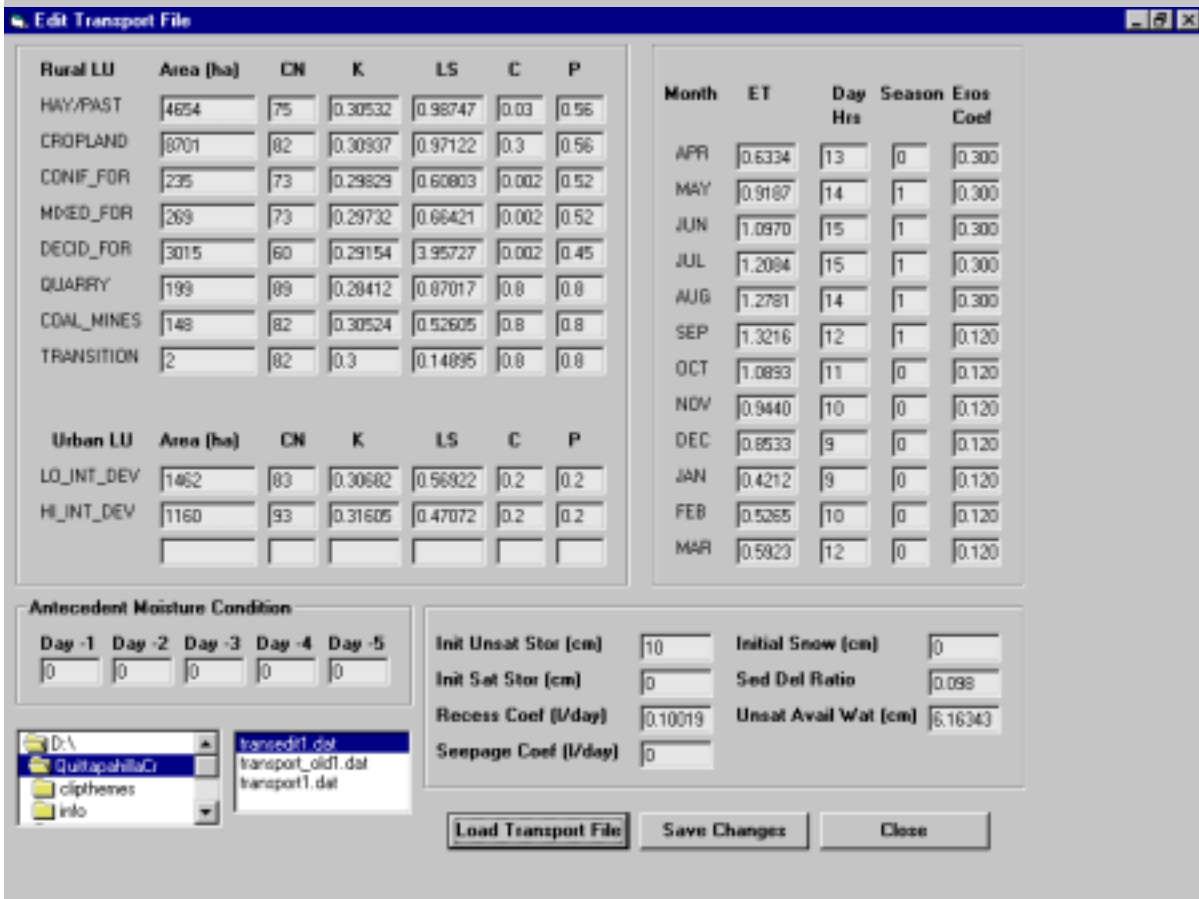 Edit Transport File
Rural LU Area (ha) CN K LS C P
HAY/PAST 4654 75 0.30532 0.98747 0.03 0.56
CROPLAND 8701 82 0.30937 0.97122 0.3 0.56
CONIF_FOR 235 73 0.29829 0.60803 0.002 0.52
MIXED_FOR 269 73 0.29732 0.66421 0.002 0.52
DECID_FOR 3015 60 0.29154 3.95727 0.002 0.45
QUARRY 199 89 0.28412 0.87017 0.8 0.8
COAL_MINES 148 82 0.30524 0.52605 0.8 0.8
TRANSITION 2 82 0.3 0.14895 0.8 0.8
Urban LU Area (ha) CN K LS C P
LO_INT_DEV 1462 83 0.30682 0.56922 0.2 0.2
HI_INT_DEV 1160 93 0.31605 0.47072 0.2 0.2
Month ET Day Hrs Season Eros Coef
APR 0.6334 13 0 0.300
MAY 0.9187 14 1 0.300
JUN 1.0970 15 1 0.300
JUL 1.2084 15 1 0.300
AUG 1.2781 14 1 0.300
SEP 1.3216 12 1 0.120
OCT 1.0893 11 0 0.120
NOV 0.9440 10 0 0.120
DEC 0.8533 9 0 0.120
JAN 0.4212 9 0 0.120
FEB 0.5265 10 0 0.120
MAR 0.5923 12 0 0.120
Antecedent Moisture Condition
Day -1 Day -2 Day -3 Day -4 Day -5
0 0 0 0 0
Init Unsat Stor (cm) 10 Initial Snow (cm) 0
Init Sat Stor (cm) 0 Sed Del Ratio 0.098
Recess Coef (l/day) 0.10019 Unsat Avail Wat (cm) 6.16343
Seepage Coef (l/day) 0
D:\
QuittapahillaCr
clipthemes
info
transedit1.dat
transport_old1.dat
transport1.dat
Load Transport File Save Changes Close